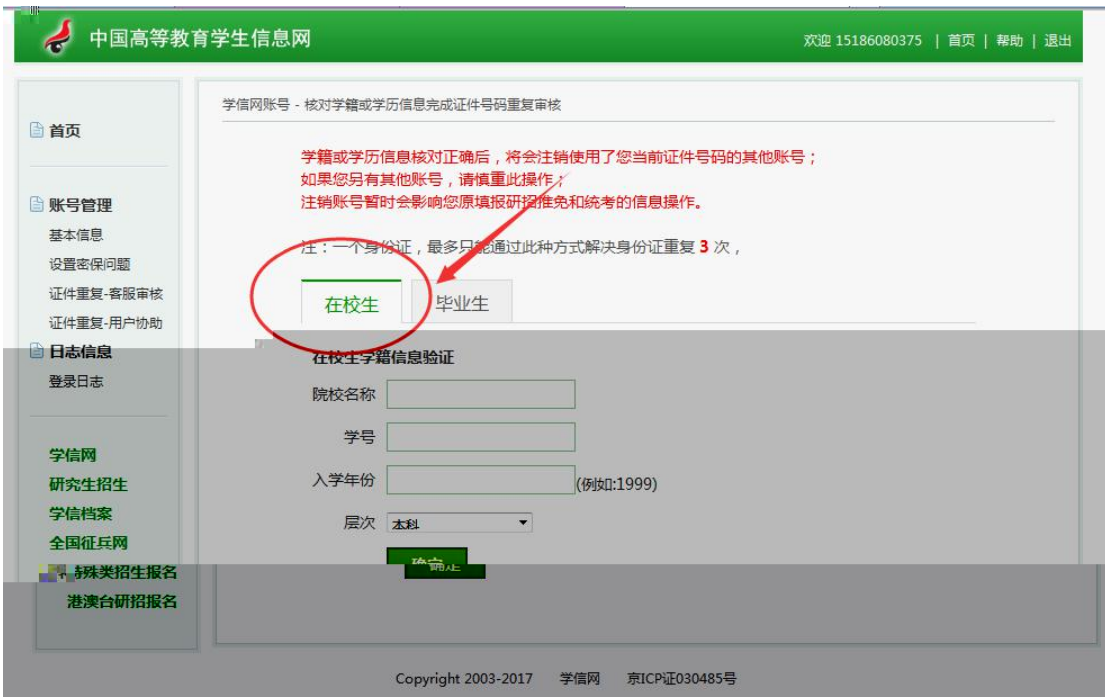 中国高等教育学生信息网
欢迎 15186080375 | 首页 | 帮助 | 退出
首页
账号管理
基本信息
设置密保问题
证件重复-客服审核
证件重复-用户协助
日志信息
登录日志
学信网
研究生招生
学信档案
全国征兵网
特殊类招生报名
港澳台研招报名
学信网账号 - 核对学籍或学历信息完成证件号码重复审核
学籍或学历信息核对正确后，将会注销使用了您当前证件号码的其他账号；
如果您另有其他账号，请慎重此操作；
注销账号暂时会影响您原填报研招推免和统考的信息操作。
注：一个身份证，最多只能通过此种方式解决身份证重复 3 次，
在校生 毕业生
在校生学籍信息验证
院校名称
学号
入学年份 (例如:1999)
层次 本科
确定
Copyright 2003-2017 学信网 京ICP证030485号